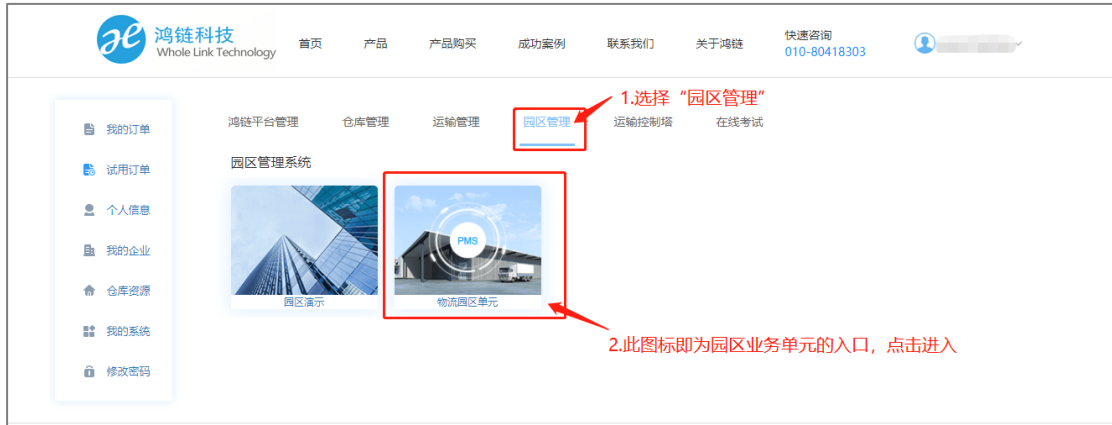 鸿链科技
Whole Link Technology
首页 产品 产品购买 成功案例 联系我们 关于鸿链
快速咨询
010-80418303
1.选择“园区管理”
鸿链平台管理 仓库管理 运输管理 园区管理 运输控制塔 在线考试
我的订单
试用订单
个人信息
我的企业
仓库资源
我的系统
修改密码
园区管理系统
PMS
园区演示 物流园区单元
2.此图标即为园区业务单元的入口，点击进入